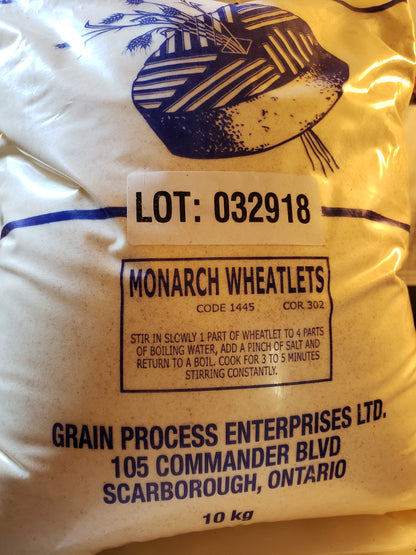 LOT: 032918
MONARCH WHEATLETS
CODE 1445 COR 302
STIR IN SLOWLY 1 PART OF WHEATLET TO 4 PARTS
OF BOILING WATER, ADD A PINCH OF SALT AND
RETURN TO A BOIL. COOK FOR 3 TO 5 MINUTES
STIRRING CONSTANTLY.
GRAIN PROCESS ENTERPRISES LTD.
105 COMMANDER BLVD
SCARBOROUGH, ONTARIO
10 kg